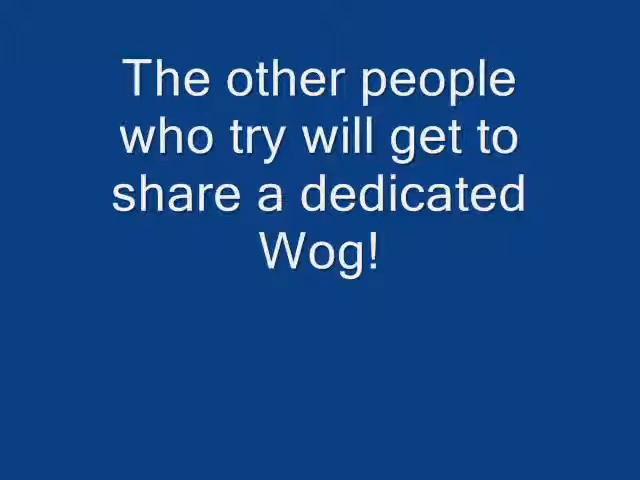 The other people
who try will get to
share a dedicated
Wog!